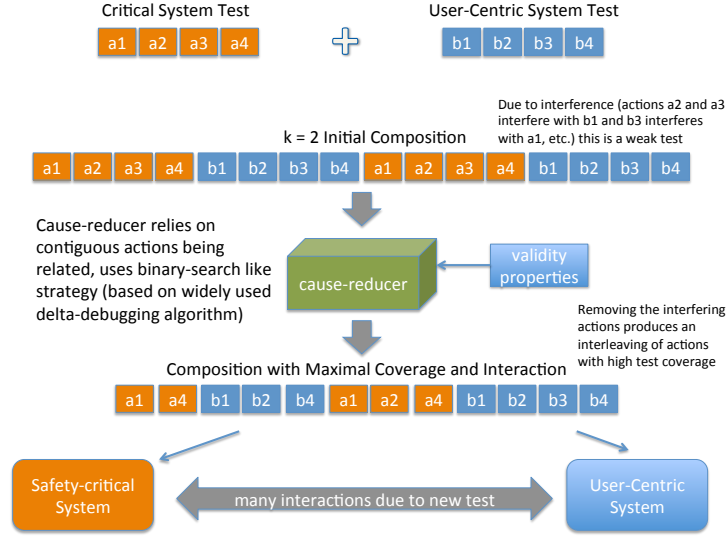 Critical System Test
User-Centric System Test
a1 a2 a3 a4
b1 b2 b3 b4
Due to interference (actions a2 and a3
interfere with b1 and b3 interferes
with a1, etc.) this is a weak test
k = 2 Initial Composition
a1 a2 a3 a4 b1 b2 b3 b4 a1 a2 a3 a4 b1 b2 b3 b4
Cause-reducer relies on
contiguous actions being
related, uses binary-search like
strategy (based on widely used
delta-debugging algorithm)
cause-reducer
validity
properties
Removing the interfering
actions produces an
interleaving of actions
with high test coverage
Composition with Maximal Coverage and Interaction
a1 a4 b1 b2 b4 a1 a2 a4 b1 b2 b3 b4
Safety-critical
System
many interactions due to new test
User-Centric
System